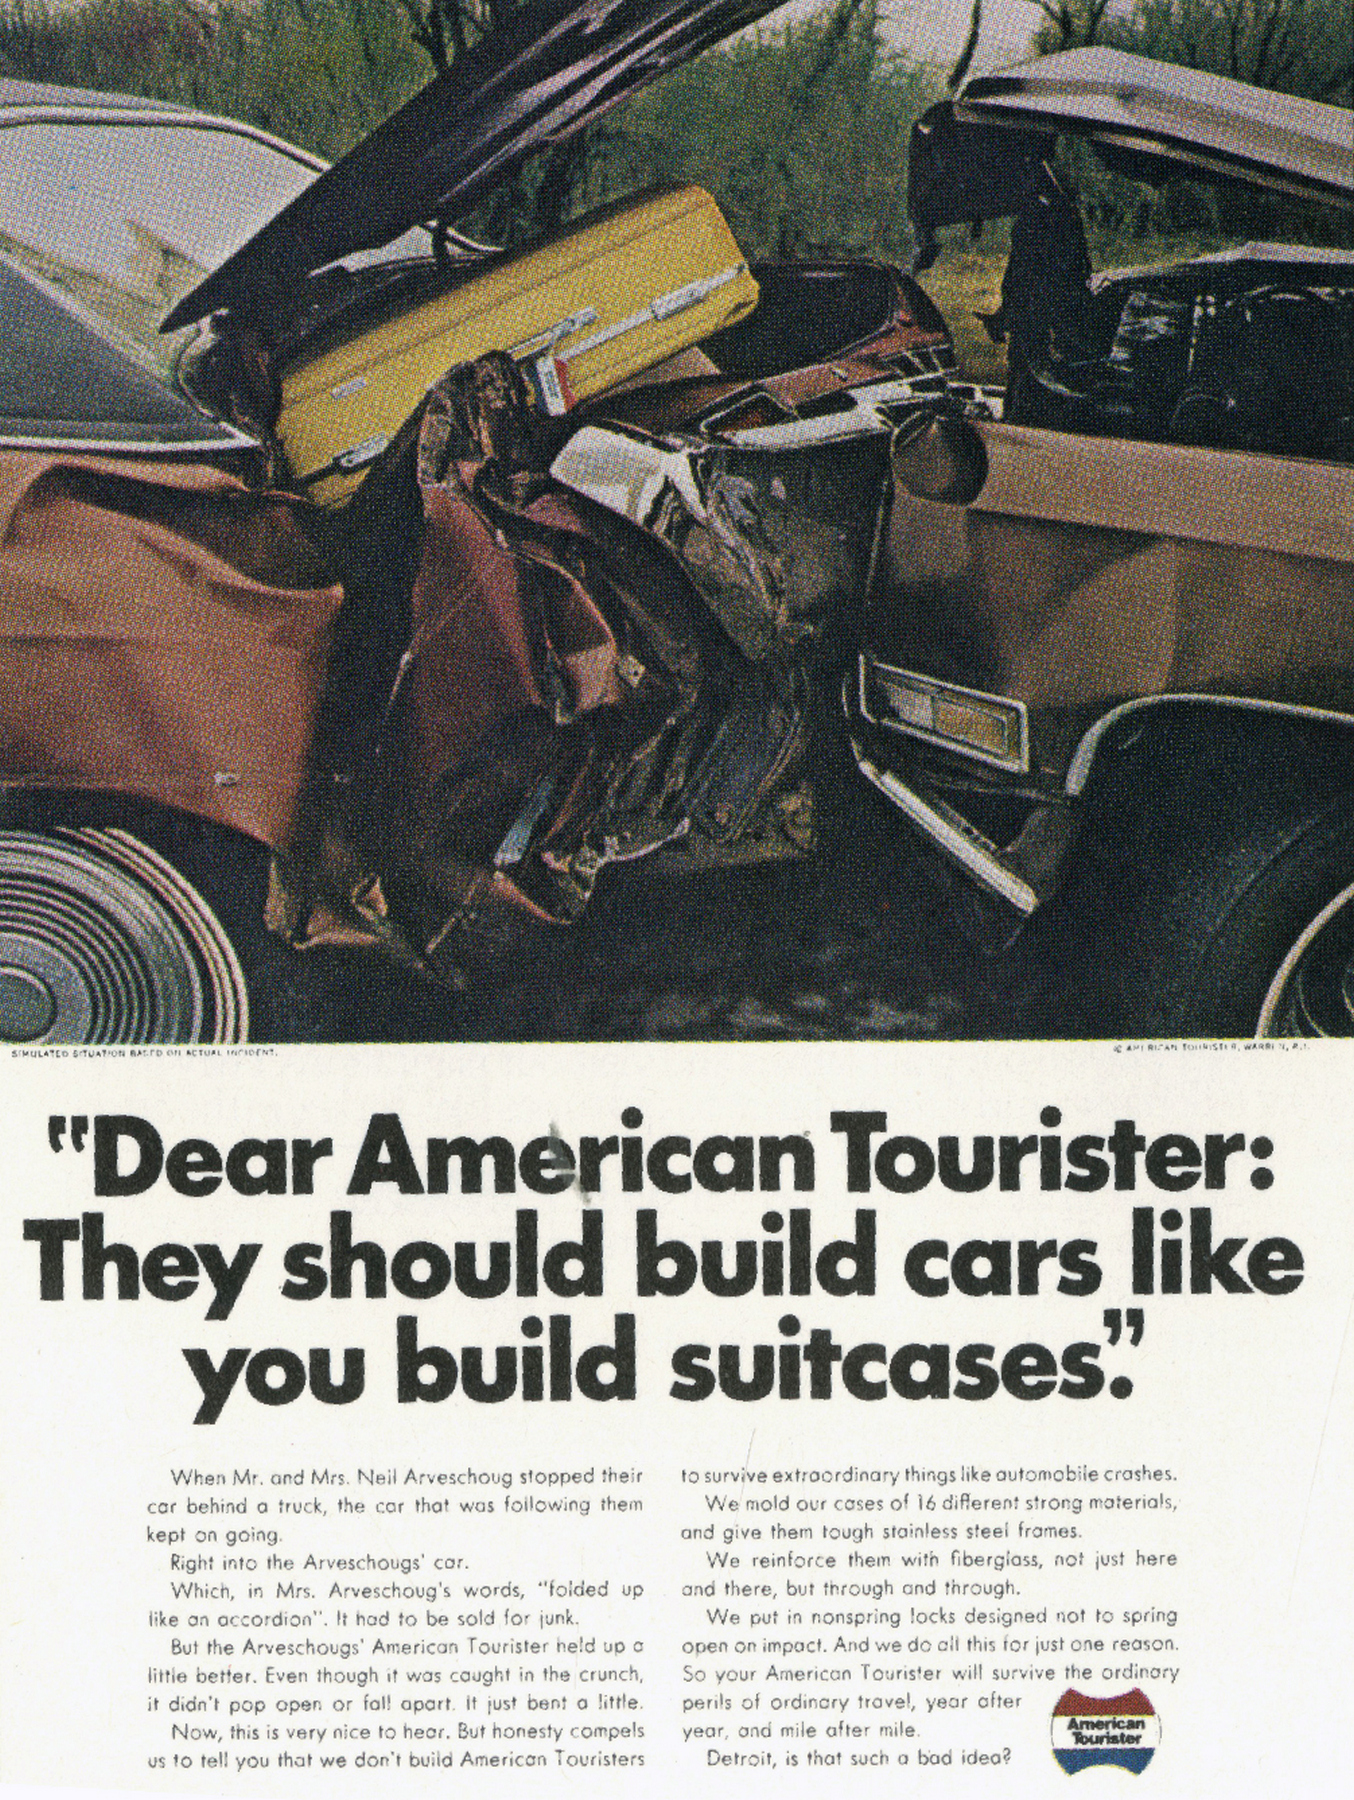 SIMULATED SITUATION BASED ON ACTUAL INCIDENT.
© AMERICAN TOURISTER, WARREN, R.I.
"Dear American Tourister:
They should build cars like
you build suitcases."
When Mr. and Mrs. Neil Arveschoug stopped their
car behind a truck, the car that was following them
kept on going.
Right into the Arveschougs' car.
Which, in Mrs. Arveschoug's words, "folded up
like an accordion". It had to be sold for junk.
But the Arveschougs' American Tourister held up a
little better. Even though it was caught in the crunch,
it didn't pop open or fall apart. It just bent a little.
Now, this is very nice to hear. But honesty compels
us to tell you that we don't build American Touristers
to survive extraordinary things like automobile crashes.
We mold our cases of 16 different strong materials,
and give them tough stainless steel frames.
We reinforce them with fiberglass, not just here
and there, but through and through.
We put in nonspring locks designed not to spring
open on impact. And we do all this for just one reason.
So your American Tourister will survive the ordinary
perils of ordinary travel, year after
year, and mile after mile.
Detroit, is that such a bad idea?
American
Tourister